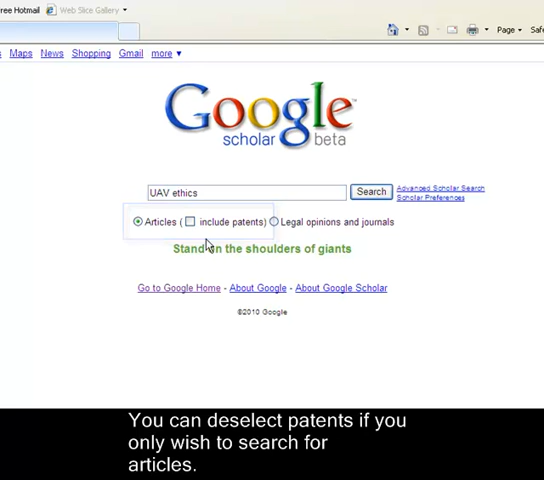 ree Hotmail Web Slice Gallery
Page Safe
s Maps News Shopping Gmail more ▼
Google
scholar beta
UAV ethics Search Advanced Scholar Search
Scholar Preferences
Articles ( include patents) Legal opinions and journals
Stand on the shoulders of giants
Go to Google Home - About Google - About Google Scholar
©2010 Google
You can deselect patents if you
only wish to search for
articles.